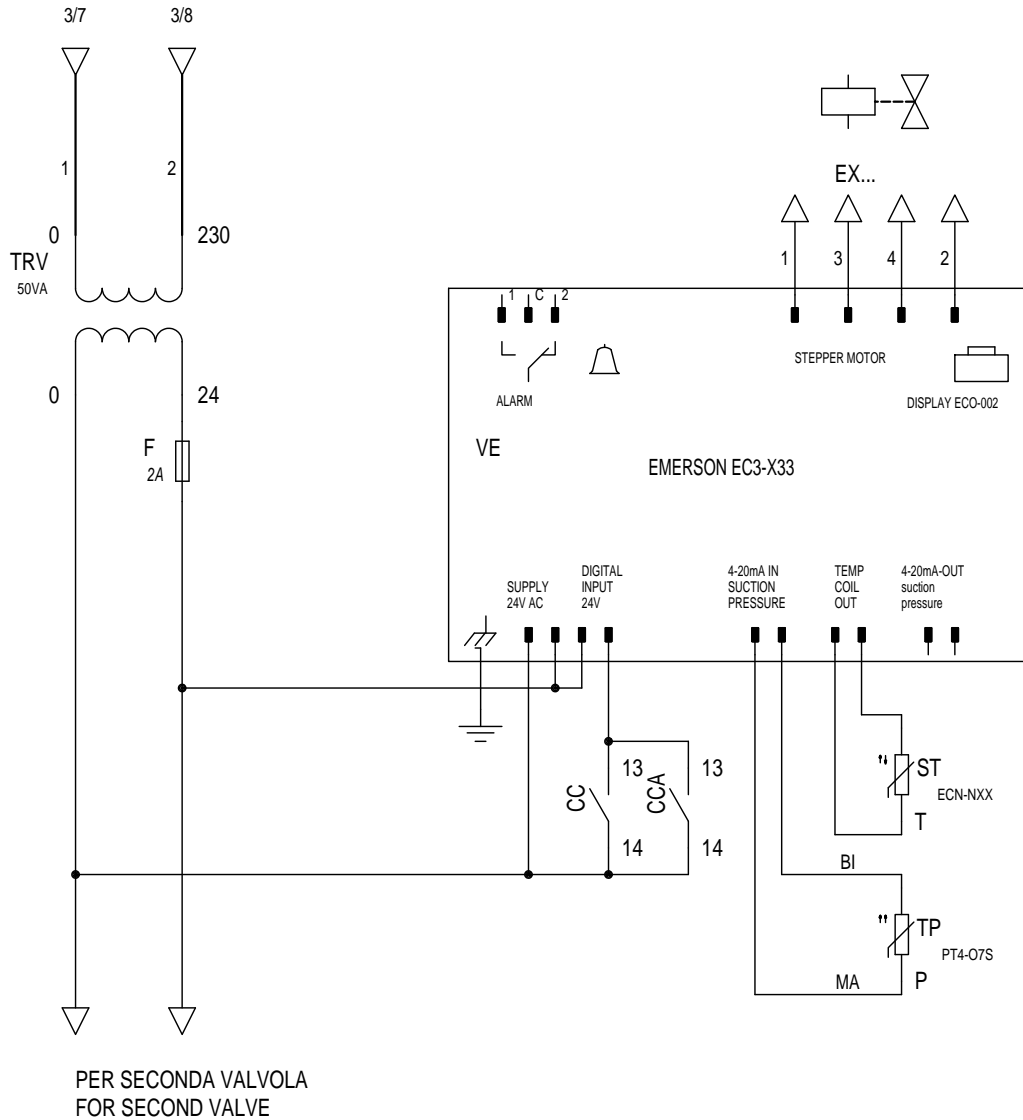 3/7
3/8
1
2
0
230
TRV
50VA
0
24
F
2A
EX...
1
3
4
2
1
C
2
ALARM
STEPPER MOTOR
DISPLAY ECO-002
VE
EMERSON EC3-X33
SUPPLY
24V AC
DIGITAL
INPUT
24V
4-20mA IN
SUCTION
PRESSURE
TEMP
COIL
OUT
4-20mA-OUT
suction
pressure
CC
13
14
CCA
13
14
ST
ECN-NXX
T
BI
TP
PT4-O7S
P
MA
PER SECONDA VALVOLA
FOR SECOND VALVE